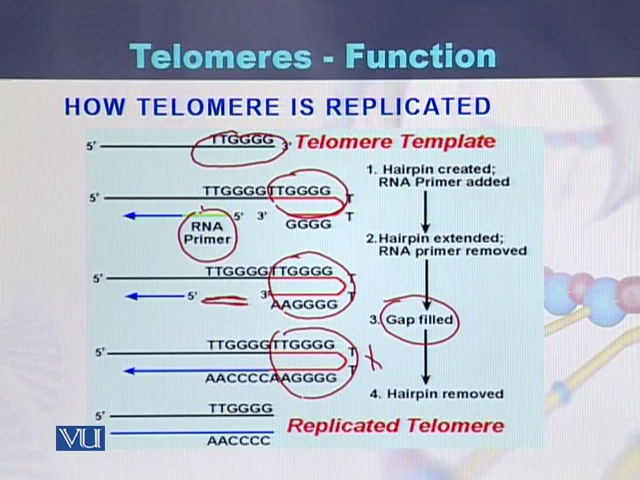 Telomeres - Function
HOW TELOMERE IS REPLICATED
5' TTGGGG 3' Telomere Template
1. Hairpin created;
RNA Primer added
TTGGGGTTGGGG
5' T
5' 3' T
GGGG
RNA
Primer
2. Hairpin extended;
RNA primer removed
TTGGGGTTGGGG
5' T
5' 3' T
AAGGGG
3. Gap filled
TTGGGGTTGGGG
5' T
T
AACCCCAAGGGG
4. Hairpin removed
TTGGGG
5'
Replicated Telomere
AACCCC
VU